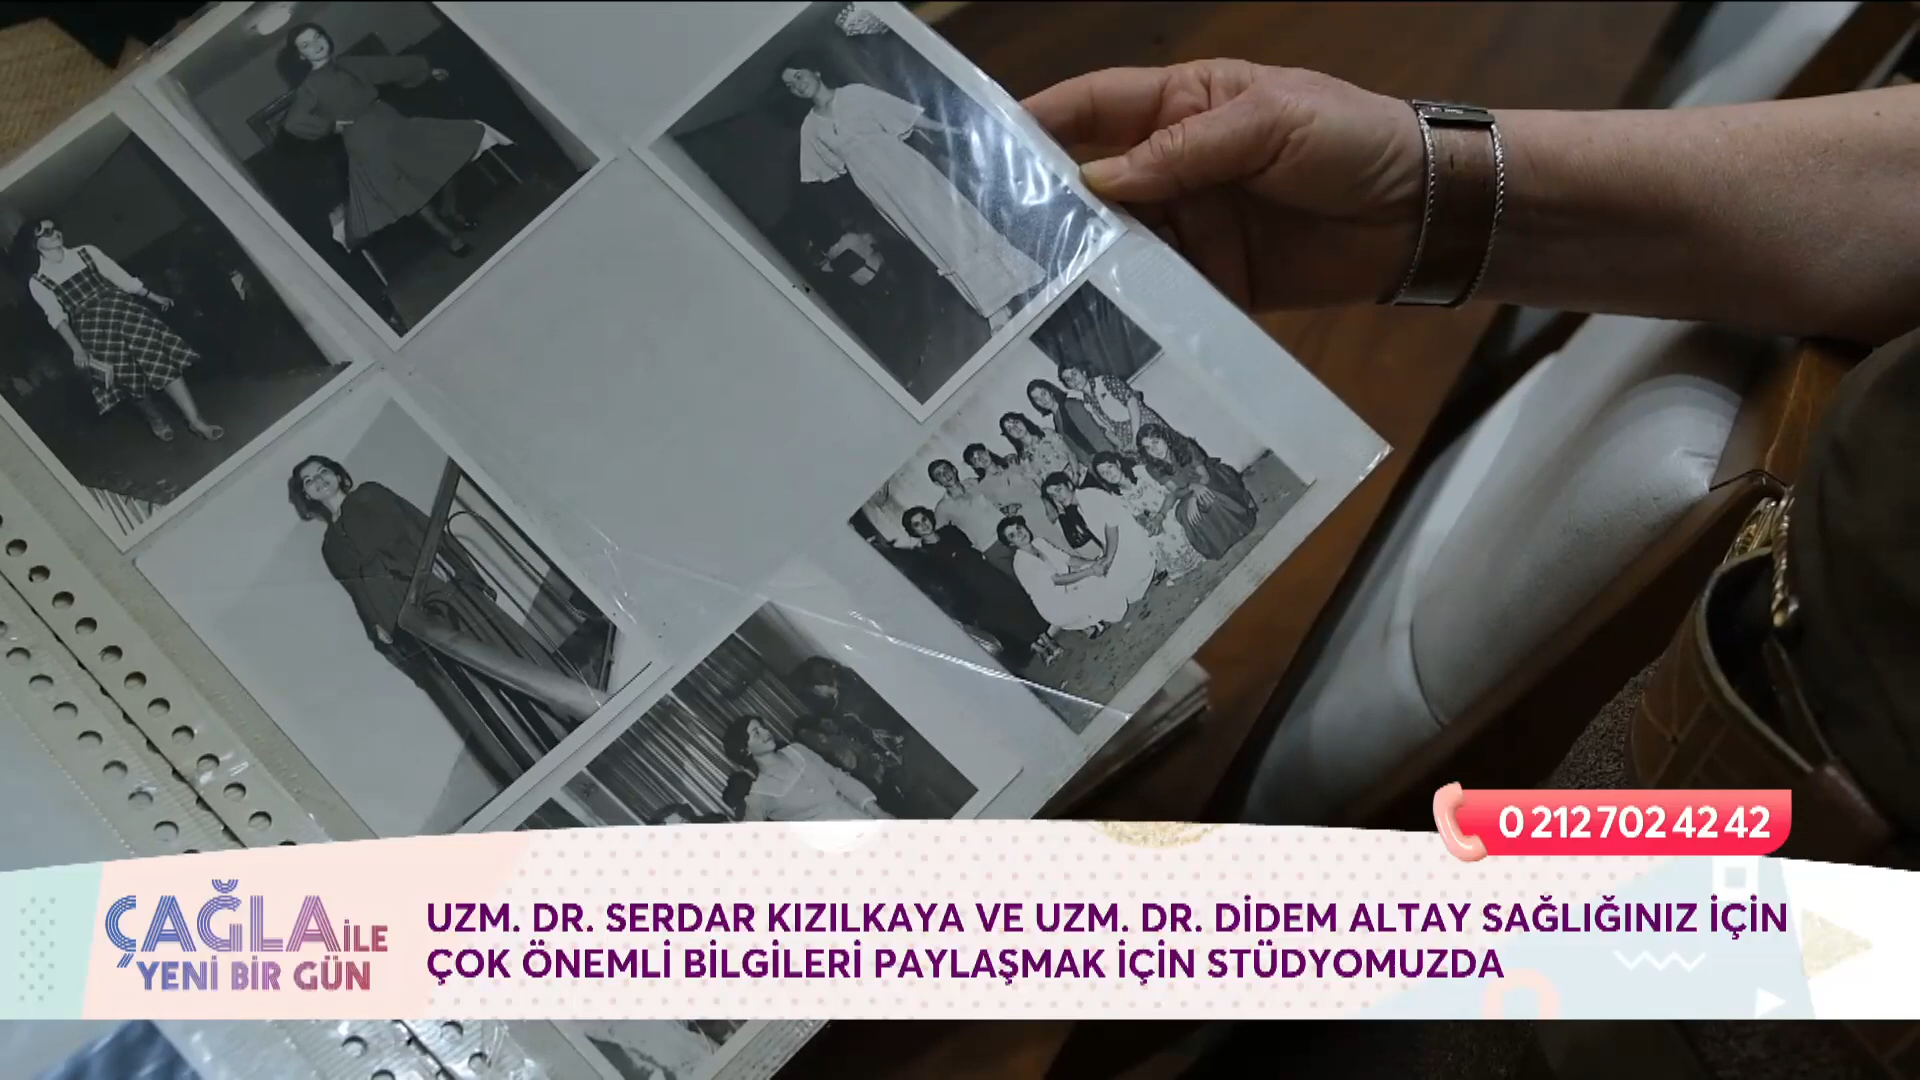 0 212 702 42 42
ÇAĞLA İLE
YENİ BİR GÜN
UZM. DR. SERDAR KIZILKAYA VE UZM. DR. DİDEM ALTAY SAĞLIĞINIZ İÇİN
ÇOK ÖNEMLİ BİLGİLERİ PAYLAŞMAK İÇİN STÜDYOMUZDA